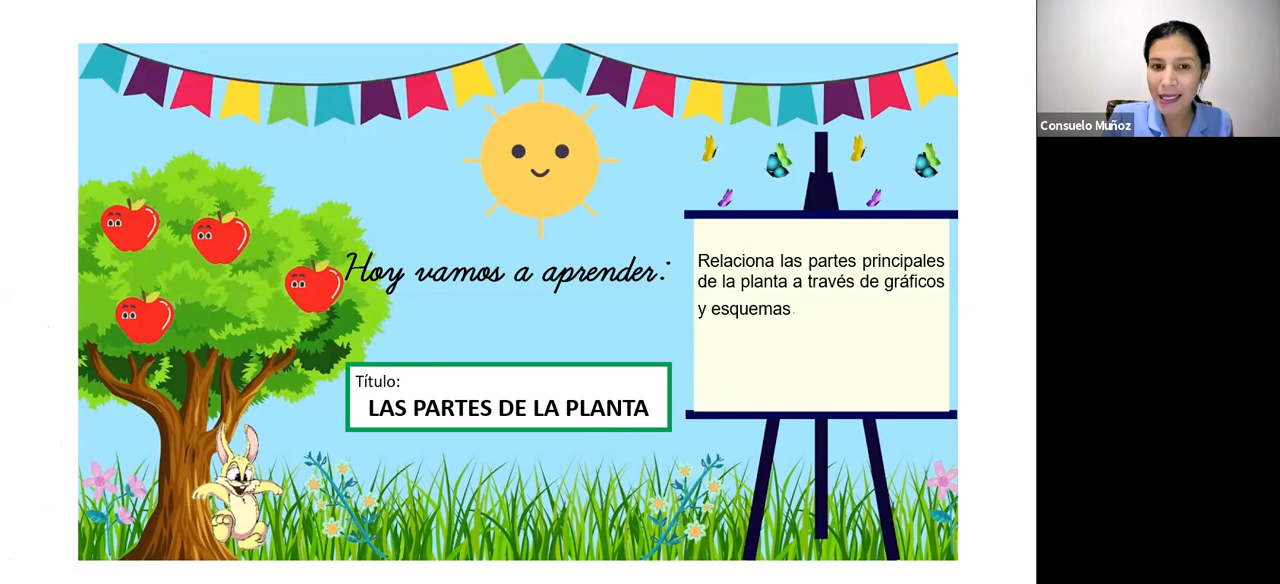 Hoy vamos a aprender:
Título:
LAS PARTES DE LA PLANTA
Relaciona las partes principales
de la planta a través de gráficos
y esquemas.
Consuelo Muñoz